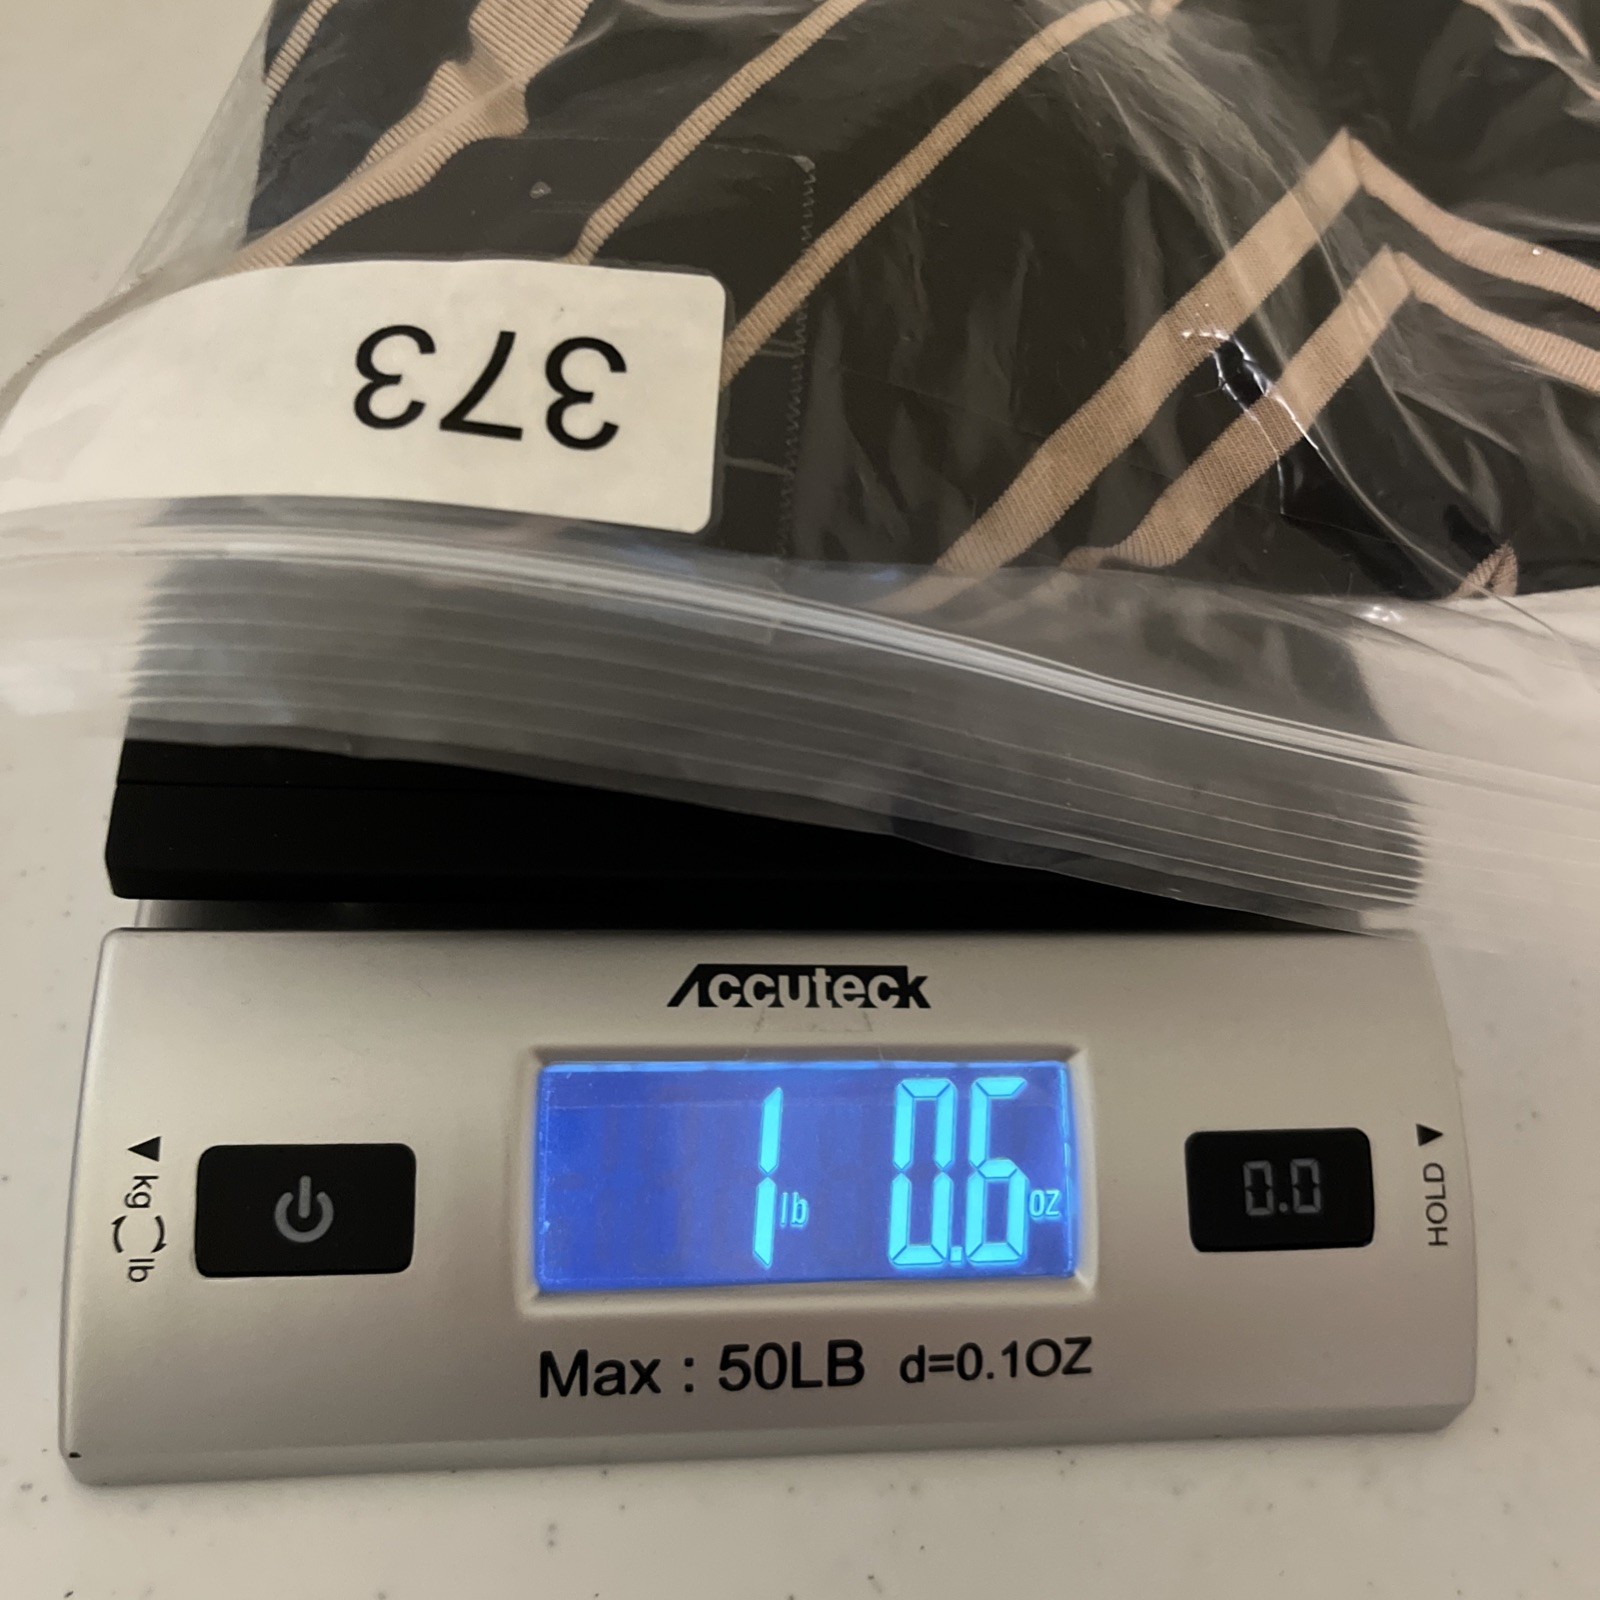 373
Accuteck
1 lb 0.6 oz
kg lb
0.0
HOLD
Max : 50LB d=0.1OZ